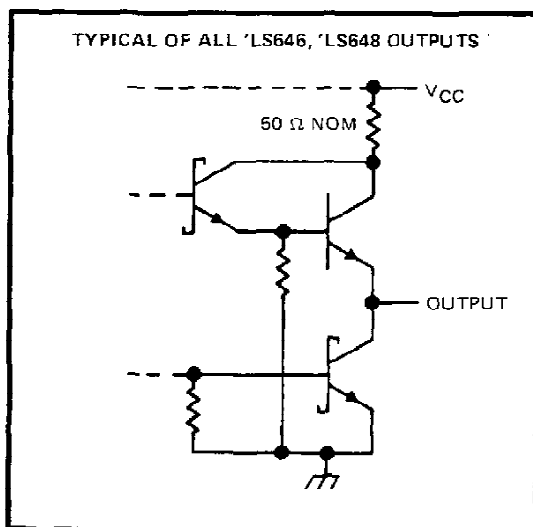 TYPICAL OF ALL 'LS646, 'LS648 OUTPUTS
VCC
50 Ω NOM
OUTPUT